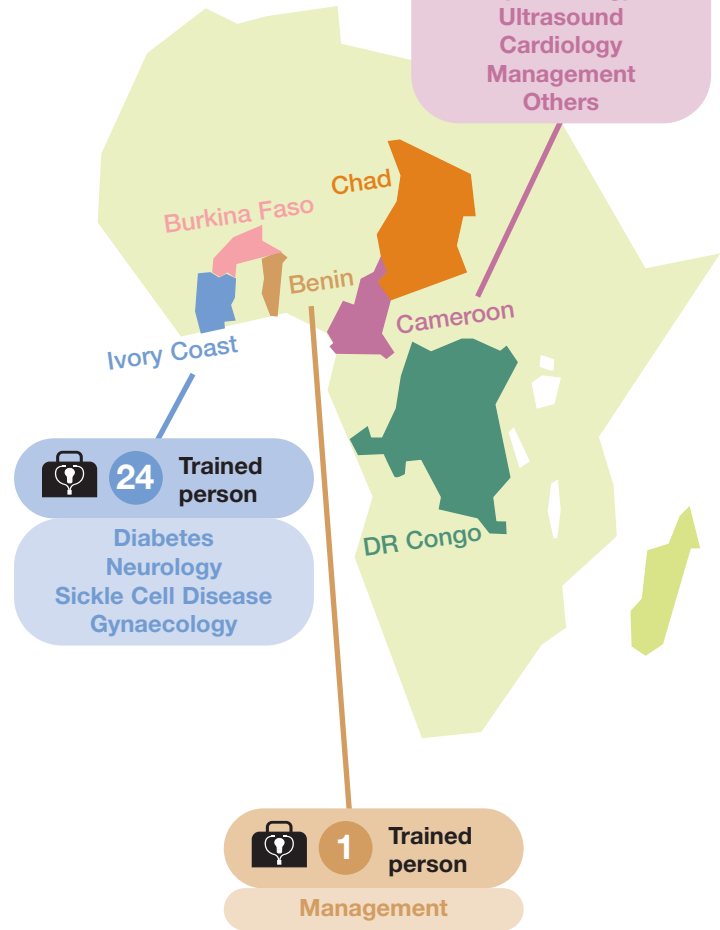 Ultrasound
Cardiology
Management
Others
Chad
Burkina Faso
Benin
Cameroon
Ivory Coast
24 Trained
person
Diabetes
Neurology
Sickle Cell Disease
Gynaecology
DR Congo
1 Trained
person
Management